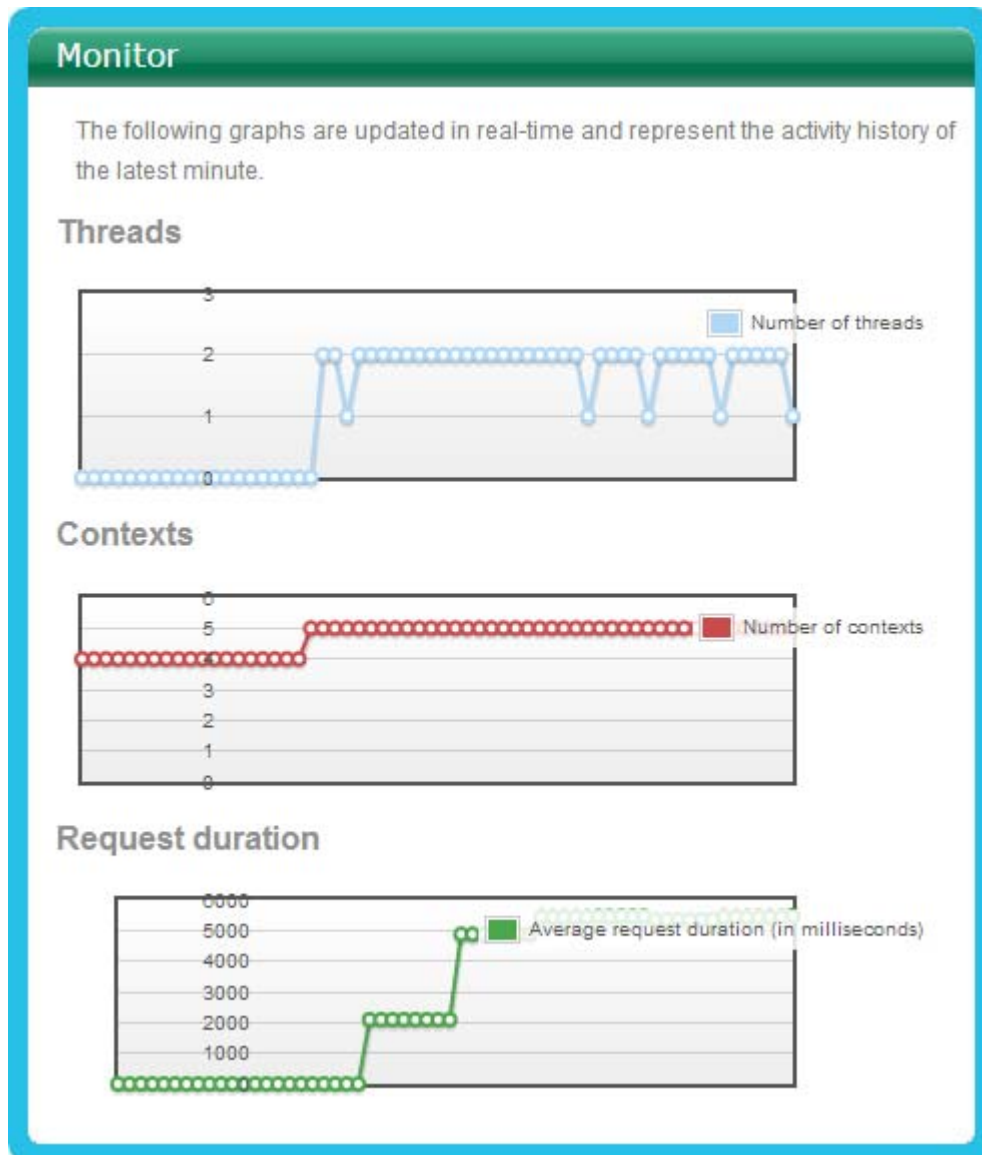 Monitor
The following graphs are updated in real-time and represent the activity history of
the latest minute.
Threads
3
Number of threads
2
1
0
Contexts
6
5
Number of contexts
4
3
2
1
0
Request duration
6000
5000
Average request duration (in milliseconds)
4000
3000
2000
1000
0